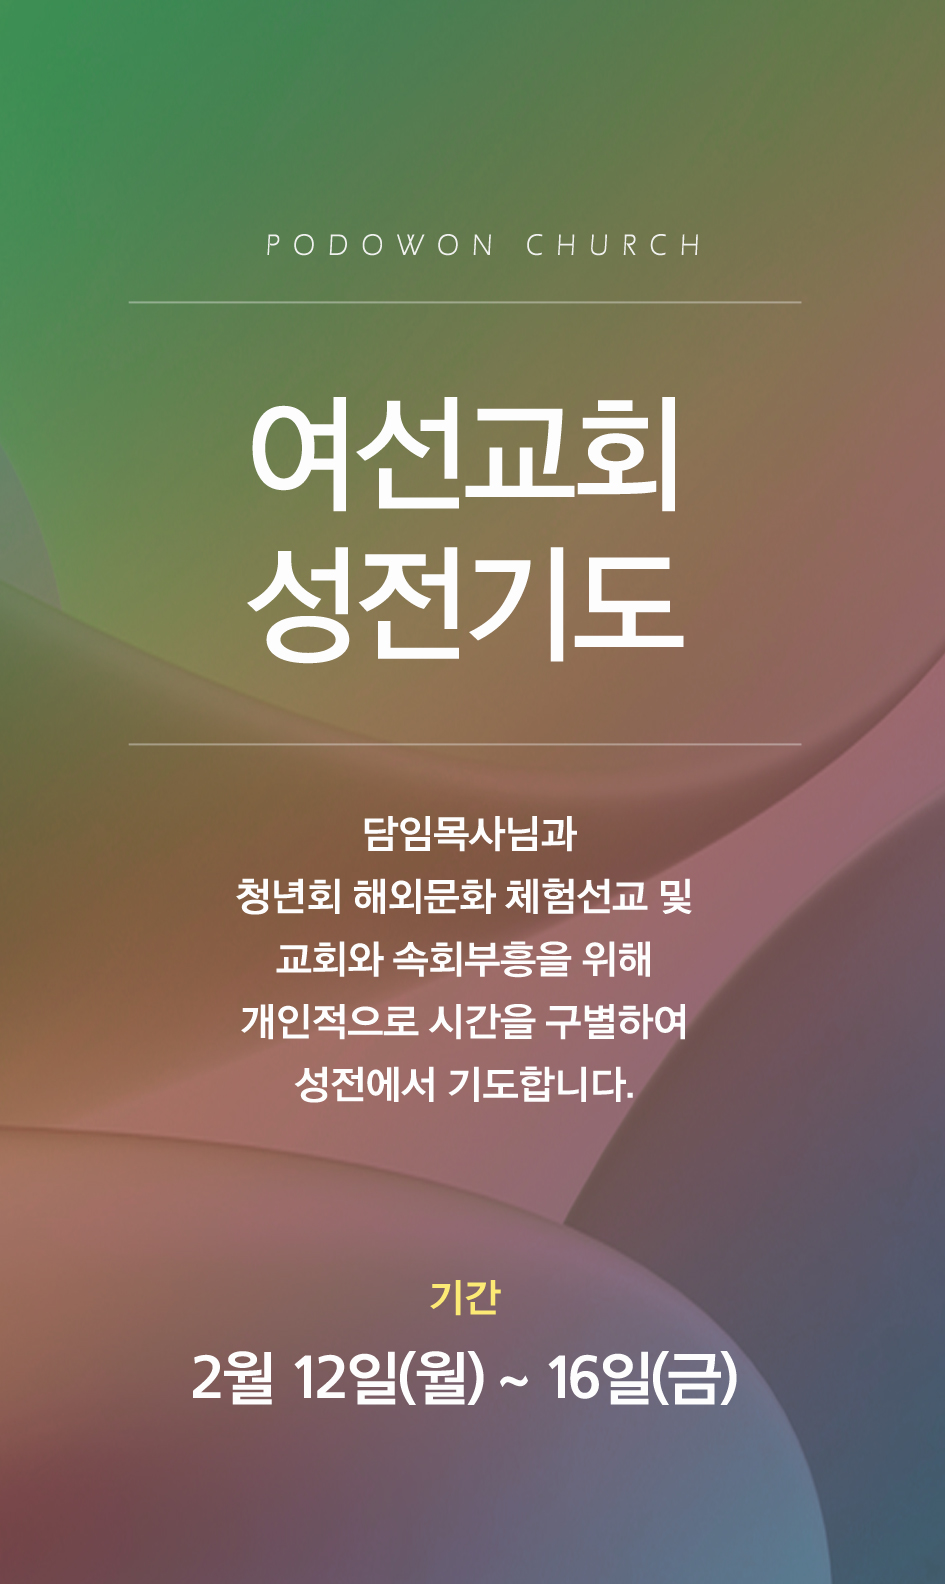 PODOWON CHURCH
여선교회
성전기도
담임목사님과
청년회 해외문화 체험선교 및
교회와 속회부흥을 위해
개인적으로 시간을 구별하여
성전에서 기도합니다.
기간
2월 12일(월) ~ 16일(금)